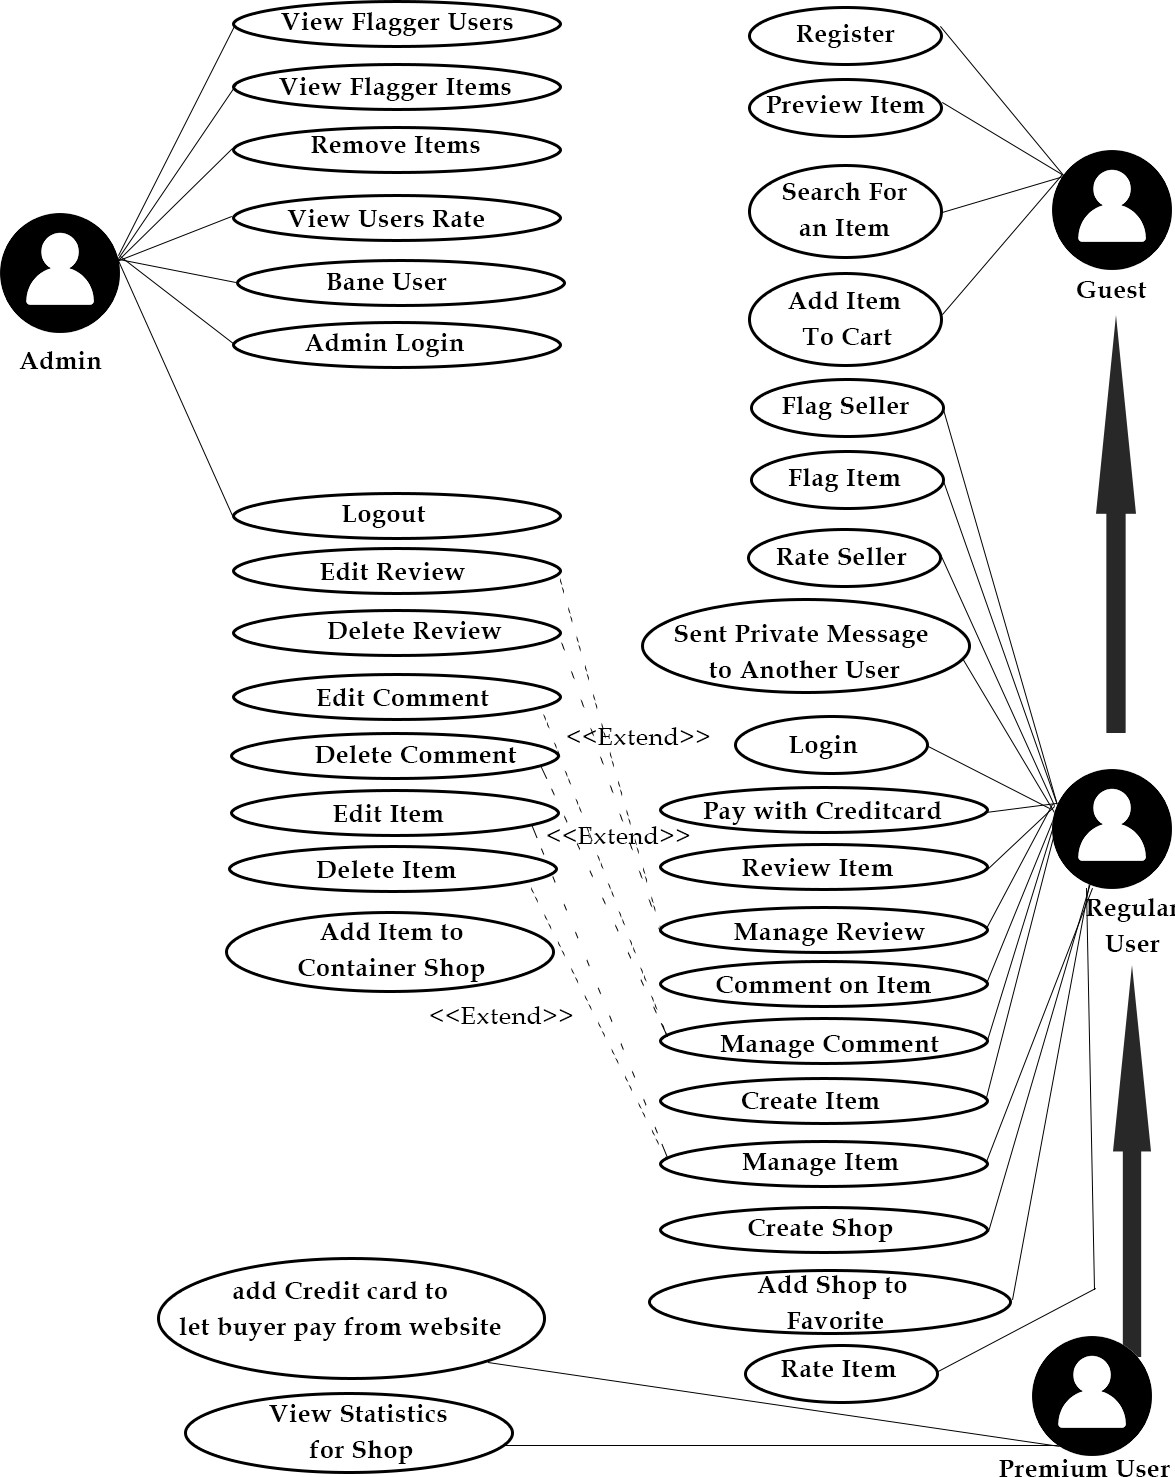 View Flagger Users
View Flagger Items
Remove Items
View Users Rate
Bane User
Admin Login
Admin
Logout
Edit Review
Delete Review
Edit Comment
Delete Comment
Edit Item
Delete Item
Add Item to
Container Shop
<<Extend>>
<<Extend>>
<<Extend>>
Register
Preview Item
Search For
an Item
Add Item
To Cart
Guest
Flag Seller
Flag Item
Rate Seller
Sent Private Message
to Another User
Login
Pay with Creditcard
Review Item
Manage Review
Comment on Item
Manage Comment
Create Item
Manage Item
Create Shop
Add Shop to
Favorite
Rate Item
Regular
User
add Credit card to
let buyer pay from website
View Statistics
for Shop
Premium User